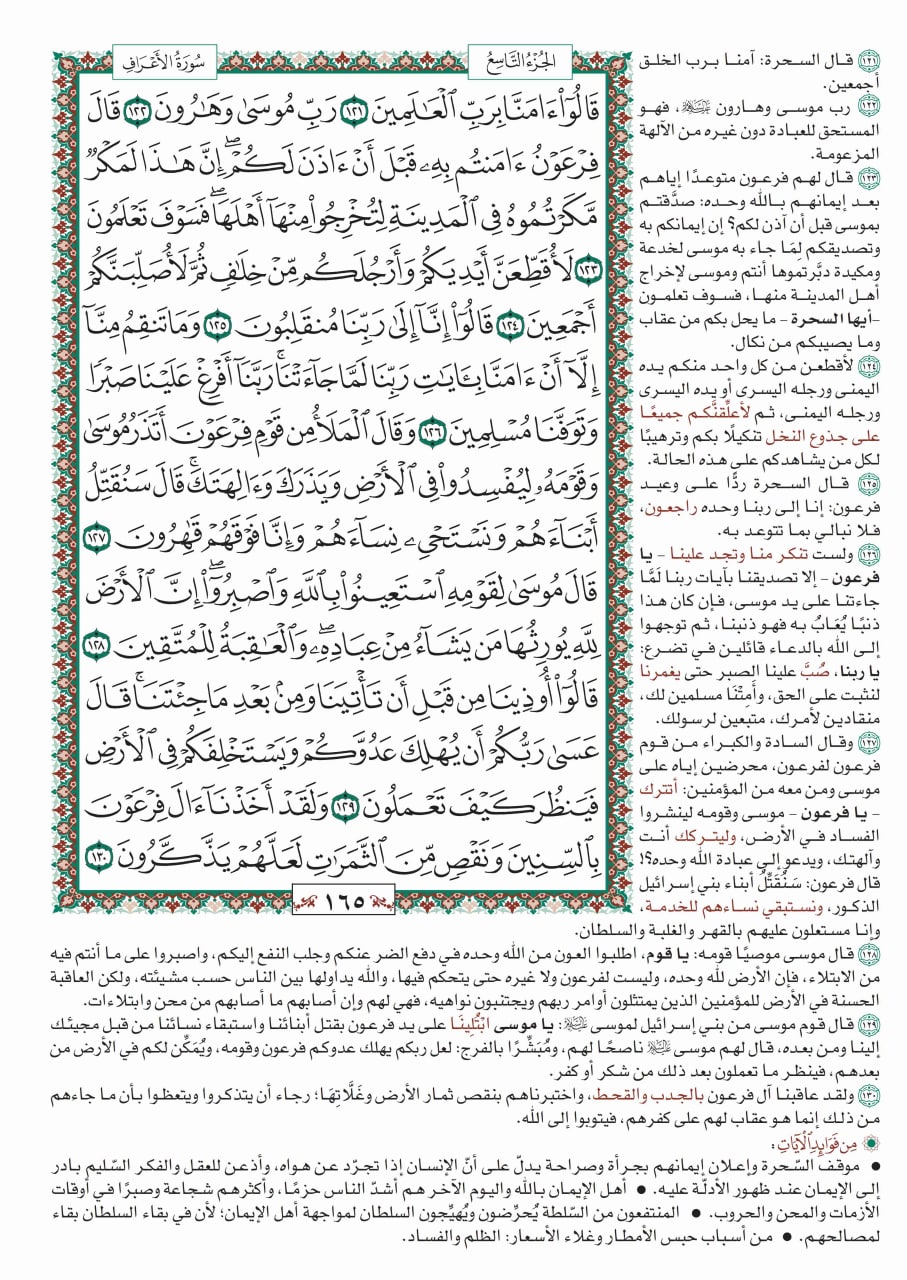 الجُزْءُ التَّاسِعُ
سُورَةُ الأَعْرَافِ
قَالُوٓاْ ءَامَنَّا بِرَبِّ ٱلْعَٰلَمِينَ ١٢١ رَبِّ مُوسَىٰ وَهَٰرُونَ ١٢٢ قَالَ
فِرْعَوْنُ ءَامَنتُم بِهِۦ قَبْلَ أَنْ ءَاذَنَ لَكُمْۖ إِنَّ هَٰذَا لَمَكْرٌ
مَّكَرْتُمُوهُ فِي ٱلْمَدِينَةِ لِتُخْرِجُواْ مِنْهَآ أَهْلَهَاۖ فَسَوْفَ تَعْلَمُونَ
١٢٣ لَأُقَطِّعَنَّ أَيْدِيَكُمْ وَأَرْجُلَكُم مِّنْ خِلَٰفٍ ثُمَّ لَأُصَلِّبَنَّكُمْ
أَجْمَعِينَ ١٢٤ قَالُوٓاْ إِنَّآ إِلَىٰ رَبِّنَا مُنقَلِبُونَ ١٢٥ وَمَا تَنقِمُ مِنَّآ
إِلَّآ أَنْ ءَامَنَّا بِـَٔايَٰتِ رَبِّنَا لَمَّا جَآءَتْنَاۚ رَبَّنَآ أَفْرِغْ عَلَيْنَا صَبْرًا
وَتَوَفَّنَا مُسْلِمِينَ ١٢٦ وَقَالَ ٱلْمَلَأُ مِن قَوْمِ فِرْعَوْنَ أَتَذَرُ مُوسَىٰ
وَقَوْمَهُۥ لِيُفْسِدُواْ فِي ٱلْأَرْضِ وَيَذَرَكَ وَءَالِهَتَكَۚ قَالَ سَنُقَتِّلُ
أَبْنَآءَهُمْ وَنَسْتَحْيِۦ نِسَآءَهُمْ وَإِنَّا فَوْقَهُمْ قَٰهِرُونَ ١٢٧
قَالَ مُوسَىٰ لِقَوْمِهِ ٱسْتَعِينُواْ بِٱللَّهِ وَٱصْبِرُوٓاْۖ إِنَّ ٱلْأَرْضَ
لِلَّهِ يُورِثُهَا مَن يَشَآءُ مِنْ عِبَادِهِۦۖ وَٱلْعَٰقِبَةُ لِلْمُتَّقِينَ ١٢٨
قَالُوٓاْ أُوذِينَا مِن قَبْلِ أَن تَأْتِيَنَا وَمِنۢ بَعْدِ مَا جِئْتَنَاۚ قَالَ
عَسَىٰ رَبُّكُمْ أَن يُهْلِكَ عَدُوَّكُمْ وَيَسْتَخْلِفَكُمْ فِي ٱلْأَرْضِ
فَيَنظُرَ كَيْفَ تَعْمَلُونَ ١٢٩ وَلَقَدْ أَخَذْنَآ ءَالَ فِرْعَوْنَ
بِٱلسِّنِينَ وَنَقْصٍ مِّنَ ٱلثَّمَرَٰتِ لَعَلَّهُمْ يَذَّكَّرُونَ ١٣٠
١٦٥
١٢١ قال السحرة: آمنا برب الخلق
أجمعين.
١٢٢ رب موسى وهارون ﵉، فهو
المستحق للعبادة دون غيره من الآلهة
المزعومة.
١٢٣ قال لهم فرعون متوعدًا إياهم
بعد إيمانهم بالله وحده: صدَّقتم
بموسى قبل أن آذن لكم؟ إن إيمانكم به
وتصديقكم لِمَا جاء به موسى لخدعة
ومكيدة دبَّرتموها أنتم وموسى لإخراج
أهل المدينة منها، فسوف تعلمون
-أيها السحرة - ما يحل بكم من عقاب
وما يصيبكم من نكال.
١٢٤ لأقطعن من كل واحد منكم يده
اليمنى ورجله اليسرى أو يده اليسرى
ورجله اليمنى، ثم لأعلِّقنَّكم جميعًا
على جذوع النخل تنكيلًا بكم وترهيبًا
لكل من يشاهدكم على هذه الحالة.
١٢٥ قال السحرة ردًّا على وعيد
فرعون: إنا إلى ربنا وحده راجعون،
فلا نبالي بما تتوعد به.
١٢٦ ولست تنكر منا وتجد علينا - يا
فرعون - إلا تصديقنا بآيات ربنا لَمَّا
جاءتنا على يد موسى، فإن كان هذا
ذنبًا يُعَابُ به فهو ذنبنا، ثم توجهوا
إلى الله بالدعاء قائلين في تضرع:
يا ربنا، صُبَّ علينا الصبر حتى يغمرنا
لنثبت على الحق، وأَمِتْنَا مسلمين لك،
منقادين لأمرك، متبعين لرسولك.
١٢٧ وقال السادة والكبراء من قوم
فرعون لفرعون، محرضين إياه على
موسى ومن معه من المؤمنين: أتترك
- يا فرعون - موسى وقومه لينشروا
الفساد في الأرض، وليتركك أنت
وآلهتك، ويدعو إلى عبادة الله وحده؟!
قال فرعون: سَنُقَتِّلُ أبناء بني إسرائيل
الذكور، ونستبقي نساءهم للخدمة،
وإنا مستعلون عليهم بالقهر والغلبة والسلطان.
١٢٨ قال موسى موصيًا قومه: يا قوم، اطلبوا العون من الله وحده في دفع الضر عنكم وجلب النفع إليكم، واصبروا على ما أنتم فيه
من الابتلاء، فإن الأرض لله وحده، وليست لفرعون ولا غيره حتى يتحكم فيها، والله يداولها بين الناس حسب مشيئته، ولكن العاقبة
الحسنة في الأرض للمؤمنين الذين يمتثلون أوامر ربهم ويجتنبون نواهيه، فهي لهم وإن أصابهم ما أصابهم من محن وابتلاءات.
١٢٩ قال قوم موسى من بني إسرائيل لموسى ﵇: يا موسى ابْتُلِينَا على يد فرعون بقتل أبنائنا واستبقاء نسائنا من قبل مجيئك
إلينا ومن بعده، قال لهم موسى ﵇ ناصحًا لهم، ومُبَشِّرًا بالفرج: لعل ربكم يهلك عدوكم فرعون وقومه، ويُمَكِّن لكم في الأرض من
بعدهم، فينظر ما تعملون بعد ذلك من شكر أو كفر.
١٣٠ ولقد عاقبنا آل فرعون بالجدب والقحط، واختبرناهم بنقص ثمار الأرض وغَلَّاتِهَا؛ رجاء أن يتذكروا ويتعظوا بأن ما جاءهم
من ذلك إنما هو عقاب لهم على كفرهم، فيتوبوا إلى الله.
مِن فَوَائِدِ الْآيَاتِ:
• موقف السّحرة وإعلان إيمانهم بجرأة وصراحة يدلّ على أنّ الإنسان إذا تجرّد عن هواه، وأذعن للعقل والفكر السّليم بادر
إلى الإيمان عند ظهور الأدلّة عليه. • أهل الإيمان بالله واليوم الآخر هم أشدّ الناس حزمًا، وأكثرهم شجاعة وصبرًا في أوقات
الأزمات والمحن والحروب. • المنتفعون من السّلطة يُحرِّضون ويُهيِّجون السلطان لمواجهة أهل الإيمان؛ لأن في بقاء السلطان بقاء
لمصالحهم. • من أسباب حبس الأمطار وغلاء الأسعار: الظلم والفساد.